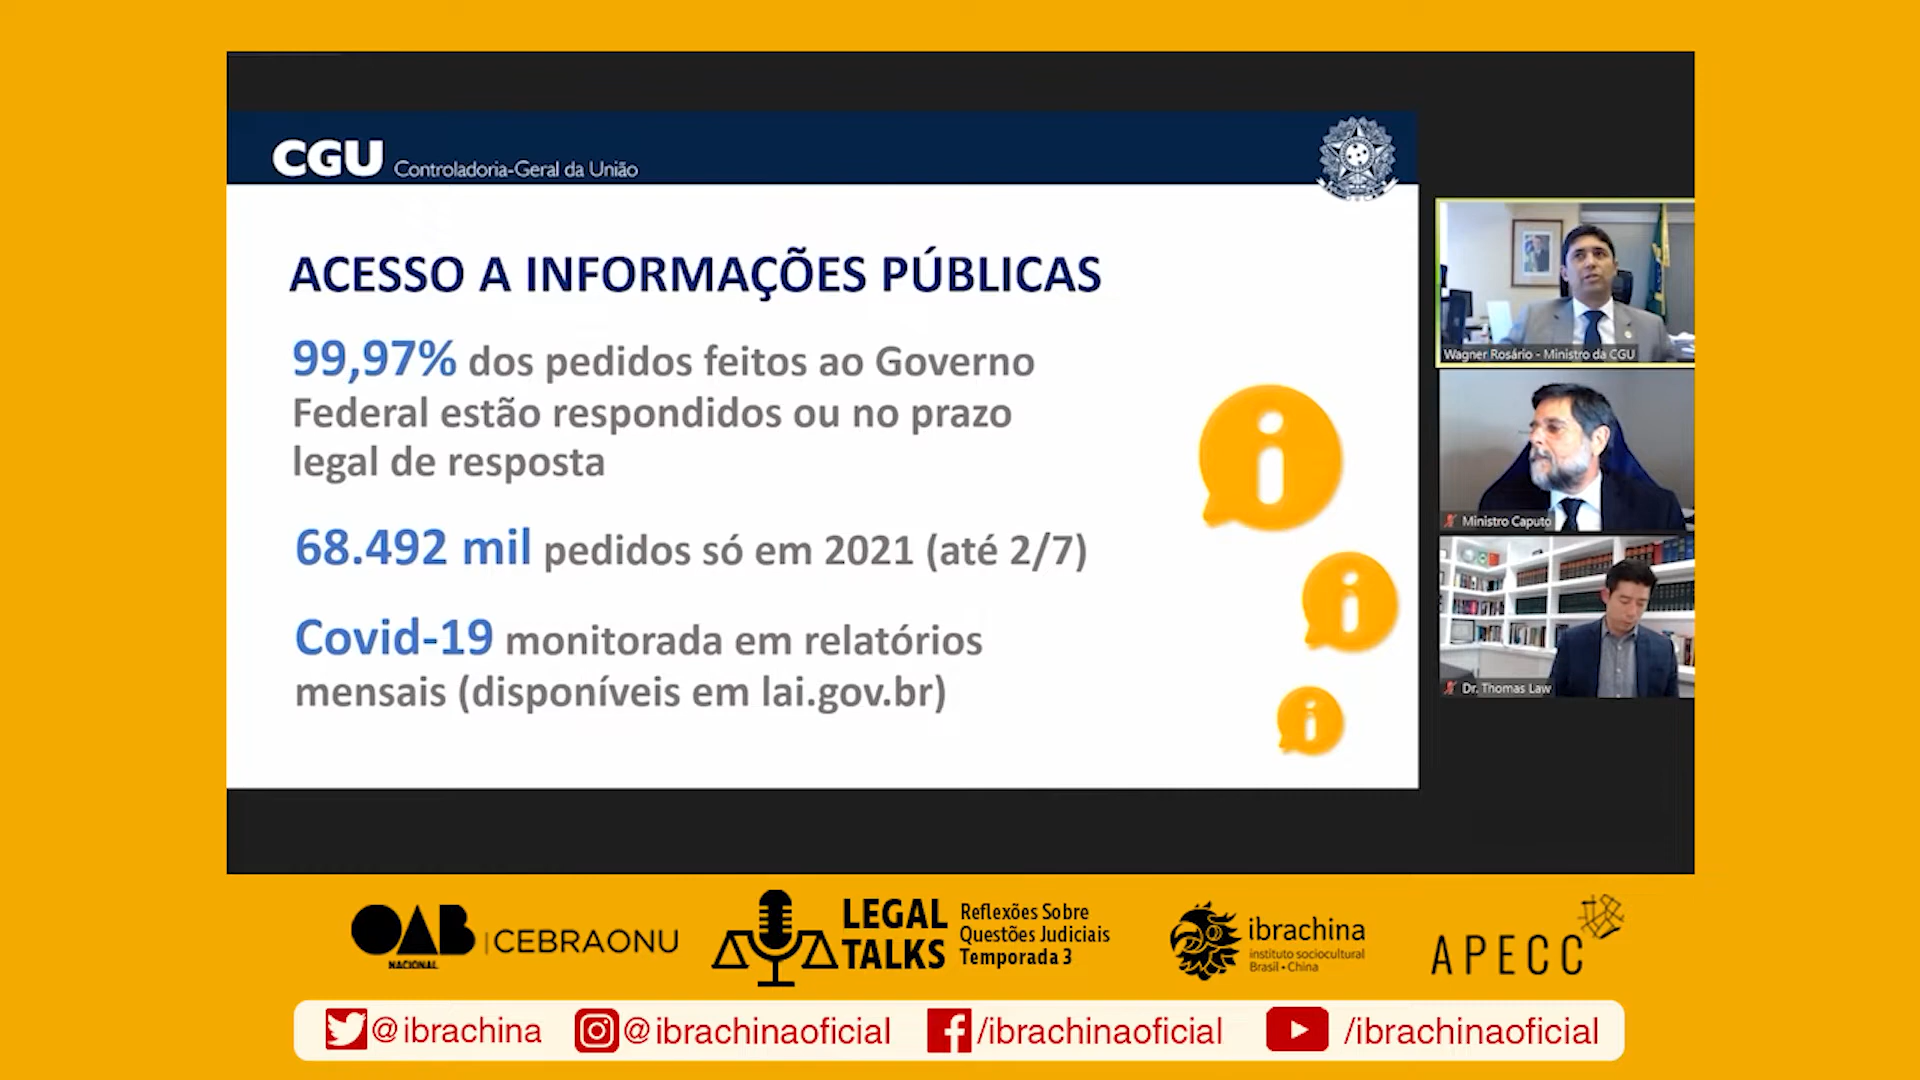 CGU Controladoria-Geral da União
ACESSO A INFORMAÇÕES PÚBLICAS
99,97% dos pedidos feitos ao Governo
Federal estão respondidos ou no prazo
legal de resposta
68.492 mil pedidos só em 2021 (até 2/7)
Covid-19 monitorada em relatórios
mensais (disponíveis em lai.gov.br)
Wagner Rosário - Ministro da CGU
Ministro Caputo
Dr. Thomas Law
OAB
NACIONAL
CEBRAONU
LEGAL
TALKS
Reflexões Sobre
Questões Judiciais
Temporada 3
ibrachina
instituto sociocultural
Brasil • China
APECC
@ibrachina
@ibrachinaoficial
/ibrachinaoficial
/ibrachinaoficial